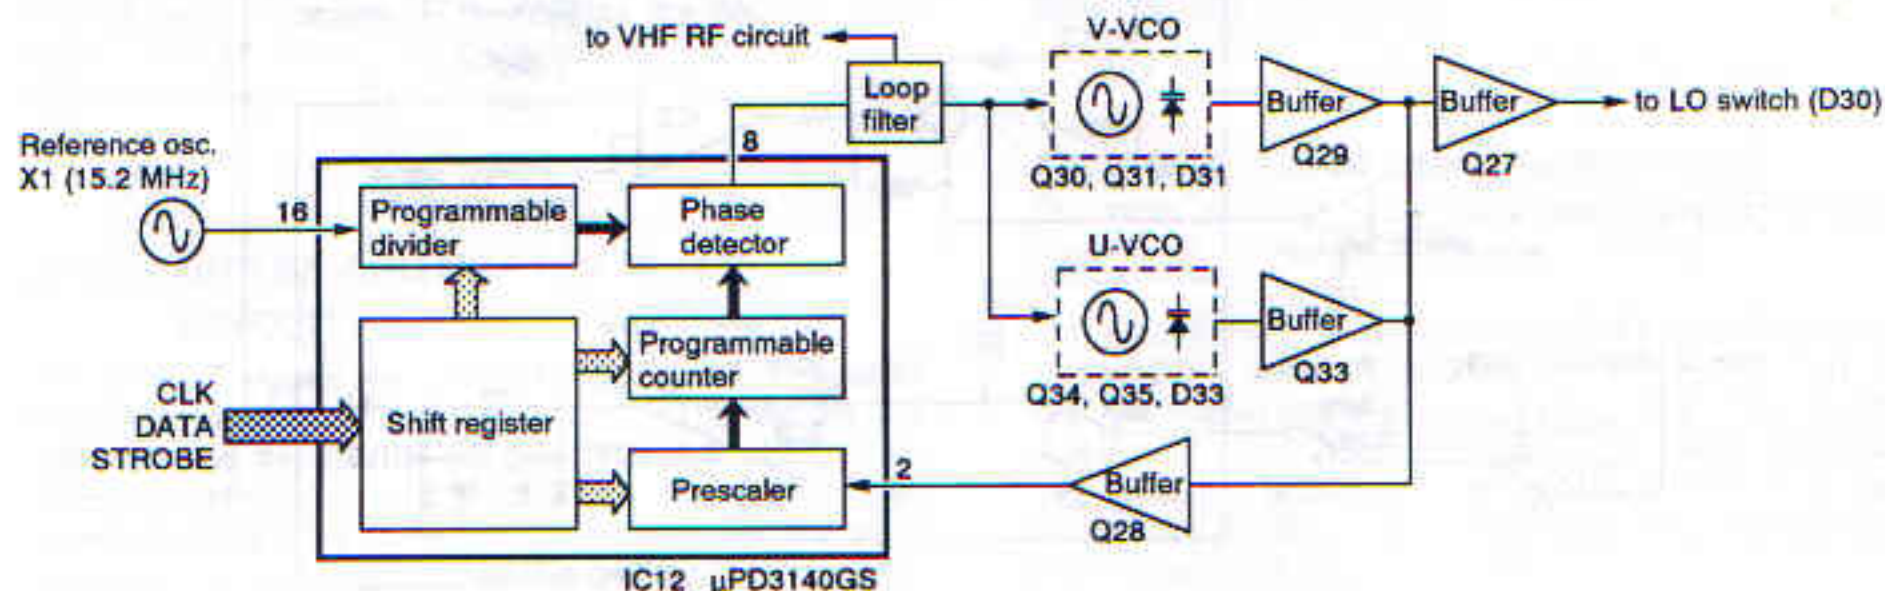 to VHF RF circuit
V-VCO
Loop
filter
Buffer
Buffer
to LO switch (D30)
8
Reference osc.
X1 (15.2 MHz)
Q29
Q27
Q30, Q31, D31
16
Programmable
divider
Phase
detector
U-VCO
Programmable
counter
Buffer
Q33
Q34, Q35, D33
CLK
DATA
STROBE
Shift register
Prescaler
2
Buffer
Q28
IC12 µPD3140GS